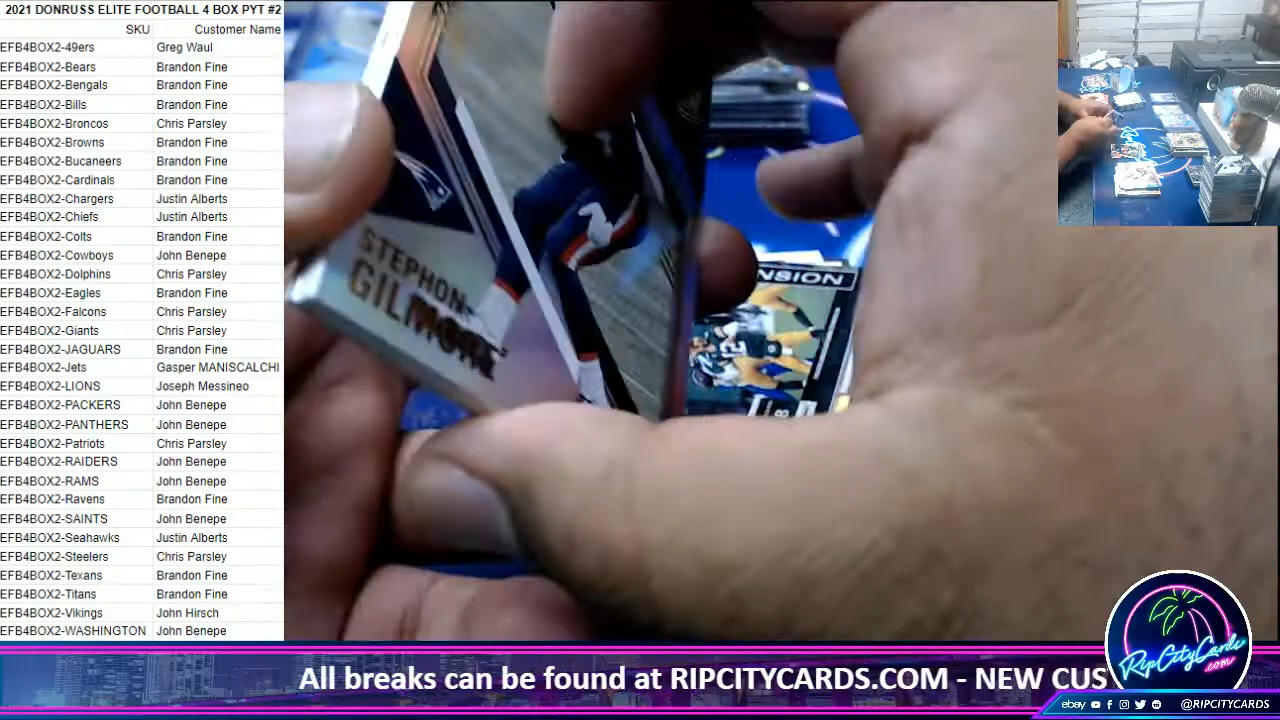 2021 DONRUSS ELITE FOOTBALL 4 BOX PYT #2
SKU Customer Name
EFB4BOX2-49ers Greg Waul
EFB4BOX2-Bears Brandon Fine
EFB4BOX2-Bengals Brandon Fine
EFB4BOX2-Bills Brandon Fine
EFB4BOX2-Broncos Chris Parsley
EFB4BOX2-Browns Brandon Fine
EFB4BOX2-Bucaneers Brandon Fine
EFB4BOX2-Cardinals Brandon Fine
EFB4BOX2-Chargers Justin Alberts
EFB4BOX2-Chiefs Justin Alberts
EFB4BOX2-Colts Brandon Fine
EFB4BOX2-Cowboys John Benepe
EFB4BOX2-Dolphins Chris Parsley
EFB4BOX2-Eagles Brandon Fine
EFB4BOX2-Falcons Chris Parsley
EFB4BOX2-Giants Chris Parsley
EFB4BOX2-JAGUARS Brandon Fine
EFB4BOX2-Jets Gasper MANISCALCHI
EFB4BOX2-LIONS Joseph Messineo
EFB4BOX2-PACKERS John Benepe
EFB4BOX2-PANTHERS John Benepe
EFB4BOX2-Patriots Chris Parsley
EFB4BOX2-RAIDERS John Benepe
EFB4BOX2-RAMS John Benepe
EFB4BOX2-Ravens Brandon Fine
EFB4BOX2-SAINTS John Benepe
EFB4BOX2-Seahawks Justin Alberts
EFB4BOX2-Steelers Chris Parsley
EFB4BOX2-Texans Brandon Fine
EFB4BOX2-Titans Brandon Fine
EFB4BOX2-Vikings John Hirsch
EFB4BOX2-WASHINGTON John Benepe
STEPHON
GILMORE
NSION
All breaks can be found at RIPCITYCARDS.COM - NEW CUS
RipCityCards
.com
ebay @RIPCITYCARDS